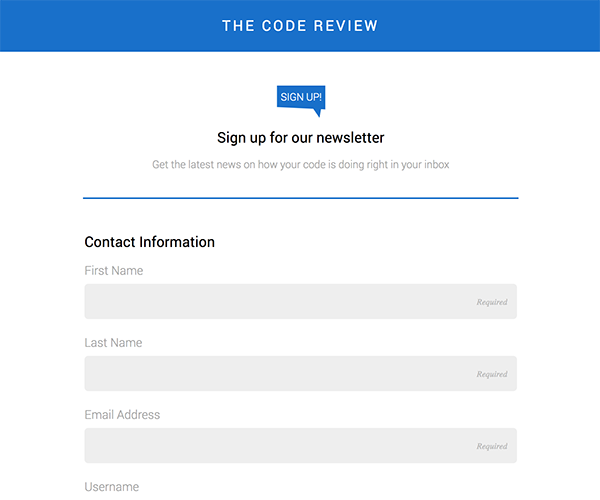 THE CODE REVIEW
SIGN UP!
Sign up for our newsletter
Get the latest news on how your code is doing right in your inbox
Contact Information
First Name
Required
Last Name
Required
Email Address
Required
Username